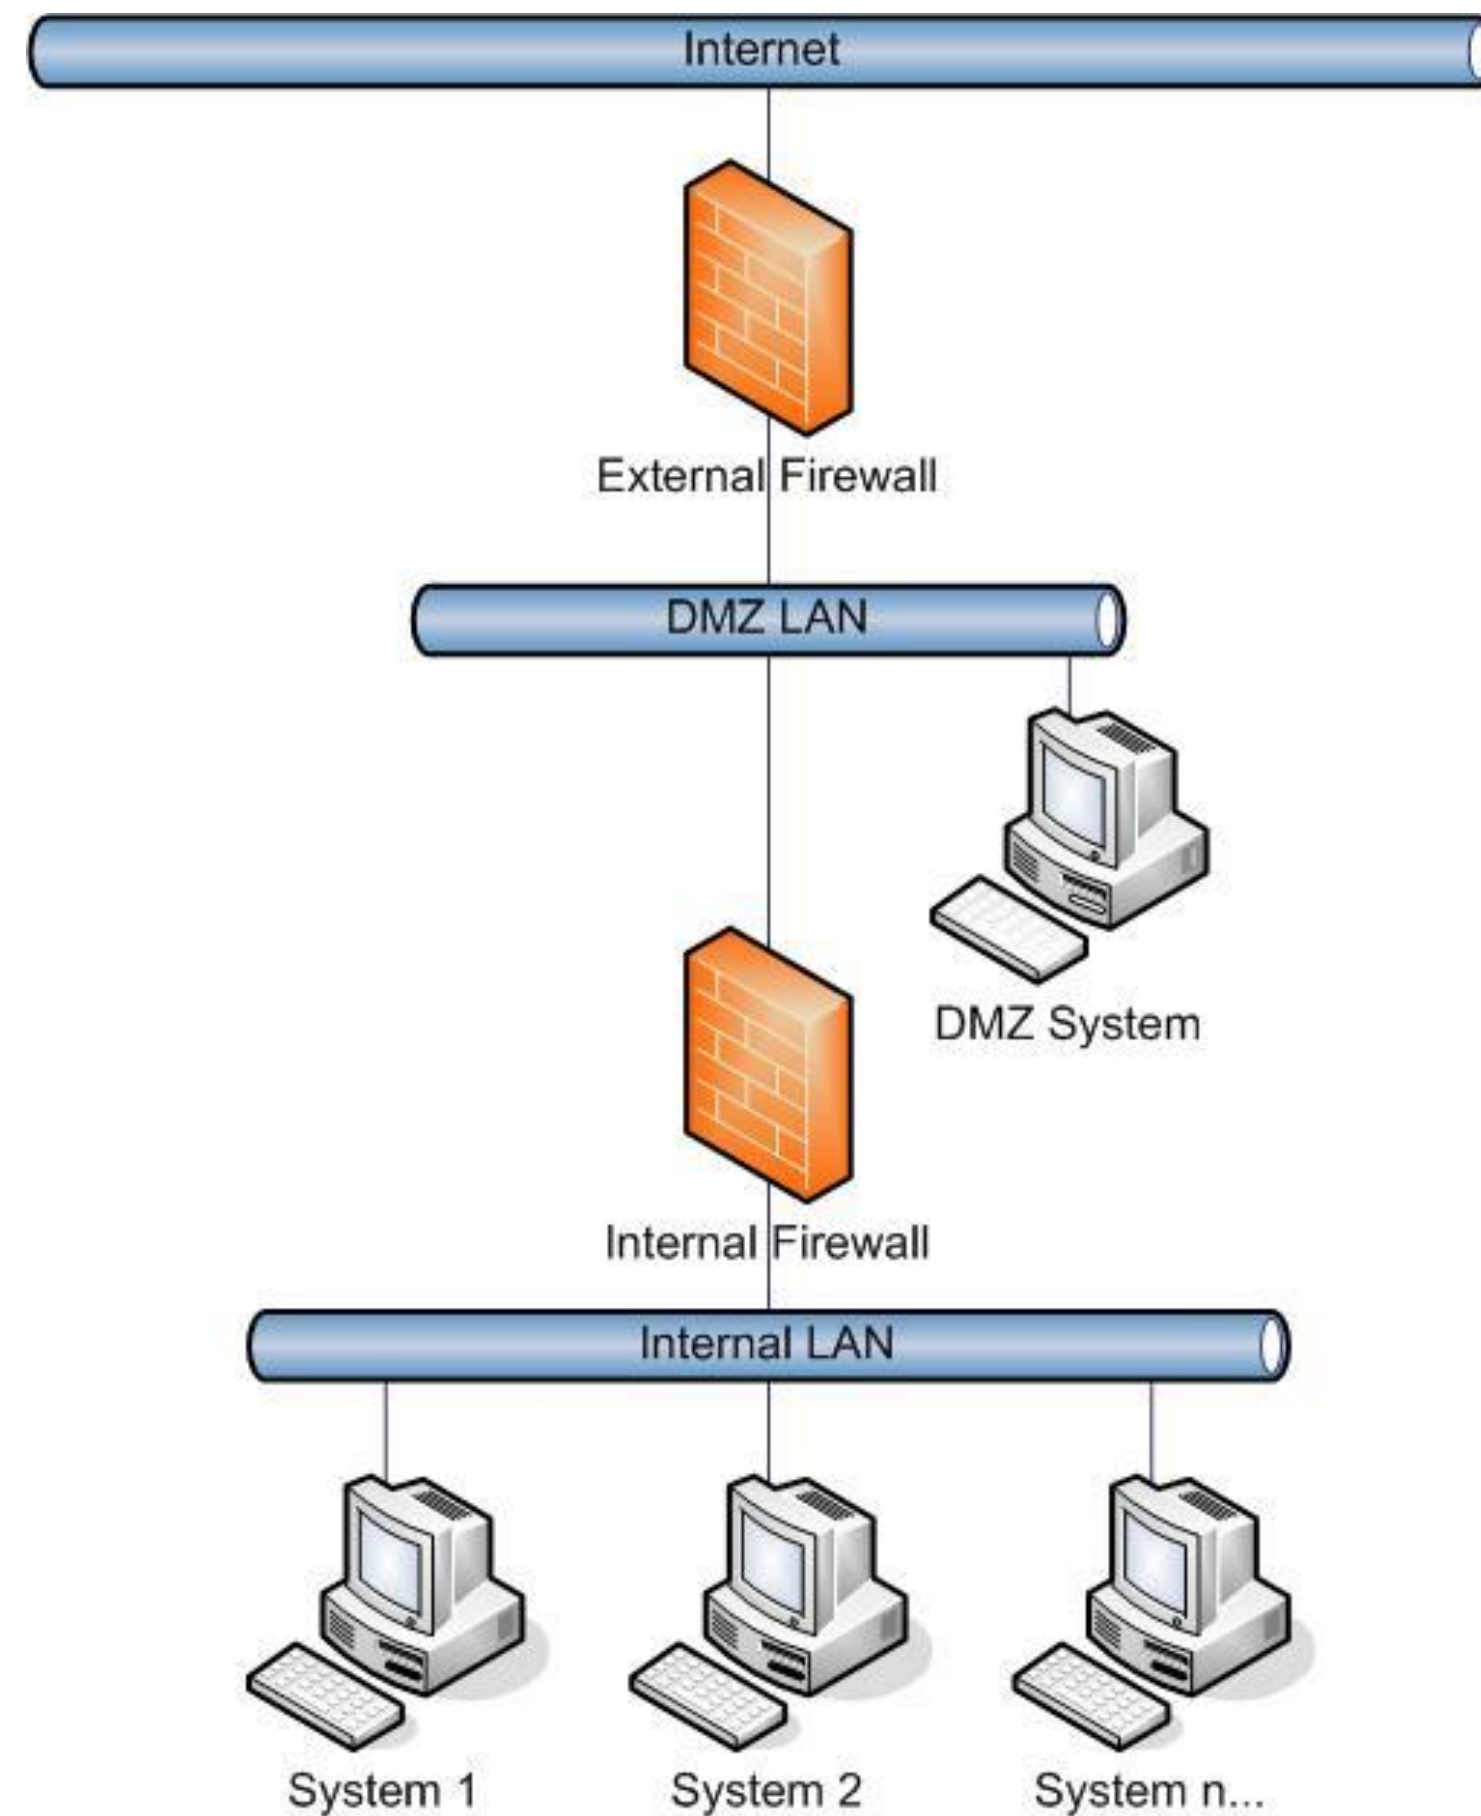 Internet
External Firewall
DMZ LAN
DMZ System
Internal Firewall
Internal LAN
System 1
System 2
System n...